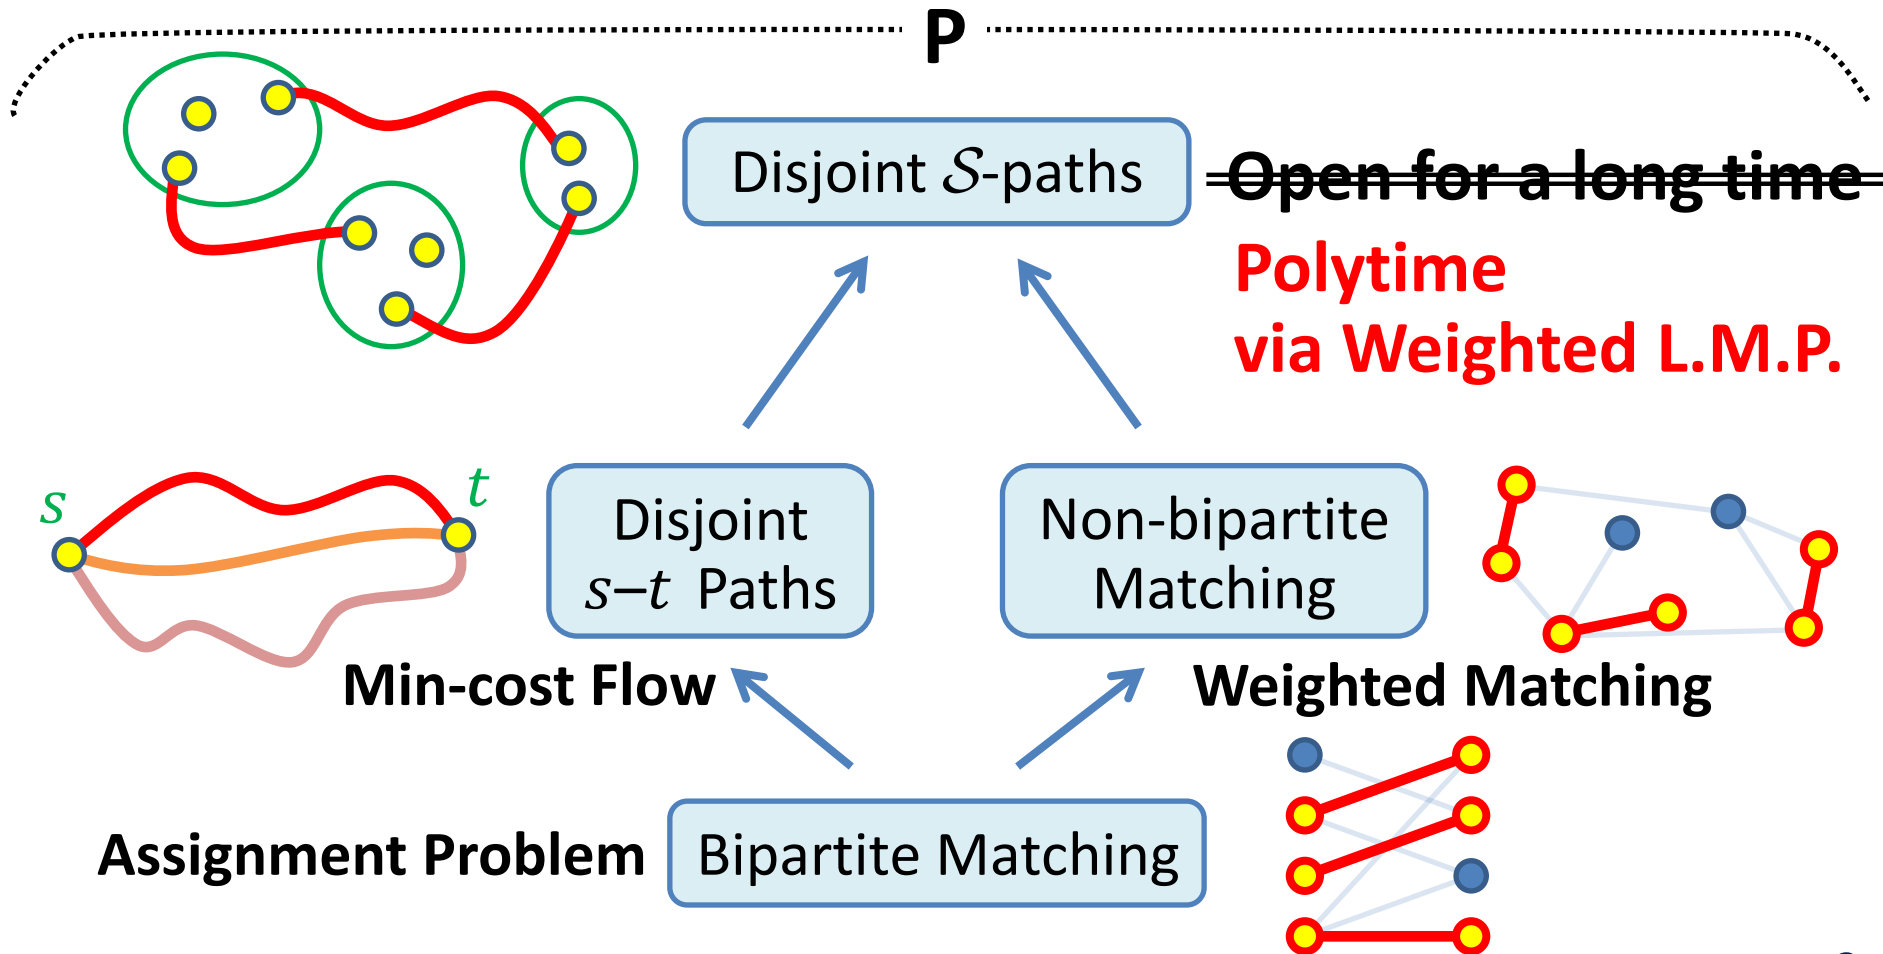 P
Disjoint 𝒮-paths
Open for a long time
Polytime
via Weighted L.M.P.
s
t
Disjoint
s–t Paths
Non-bipartite
Matching
Min-cost Flow
Weighted Matching
Assignment Problem
Bipartite Matching